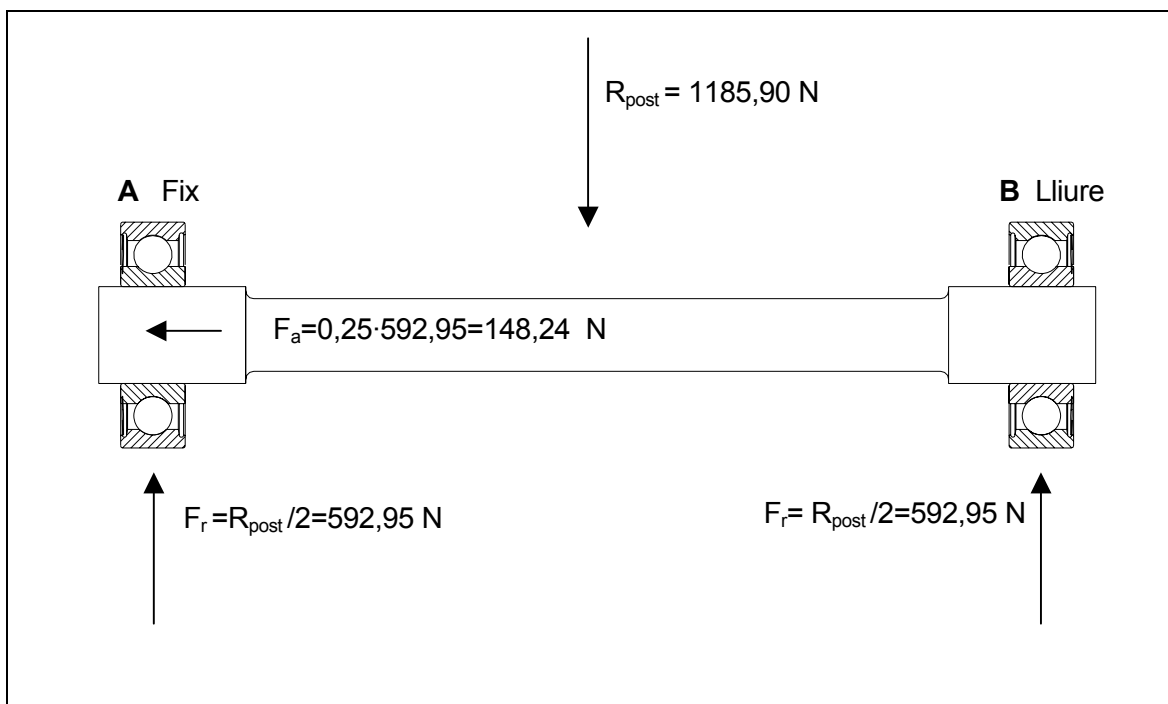 R_post = 1185,90 N
A Fix
B Lliure
F_a=0,25·592,95=148,24 N
F_r =R_post /2=592,95 N
F_r= R_post /2=592,95 N